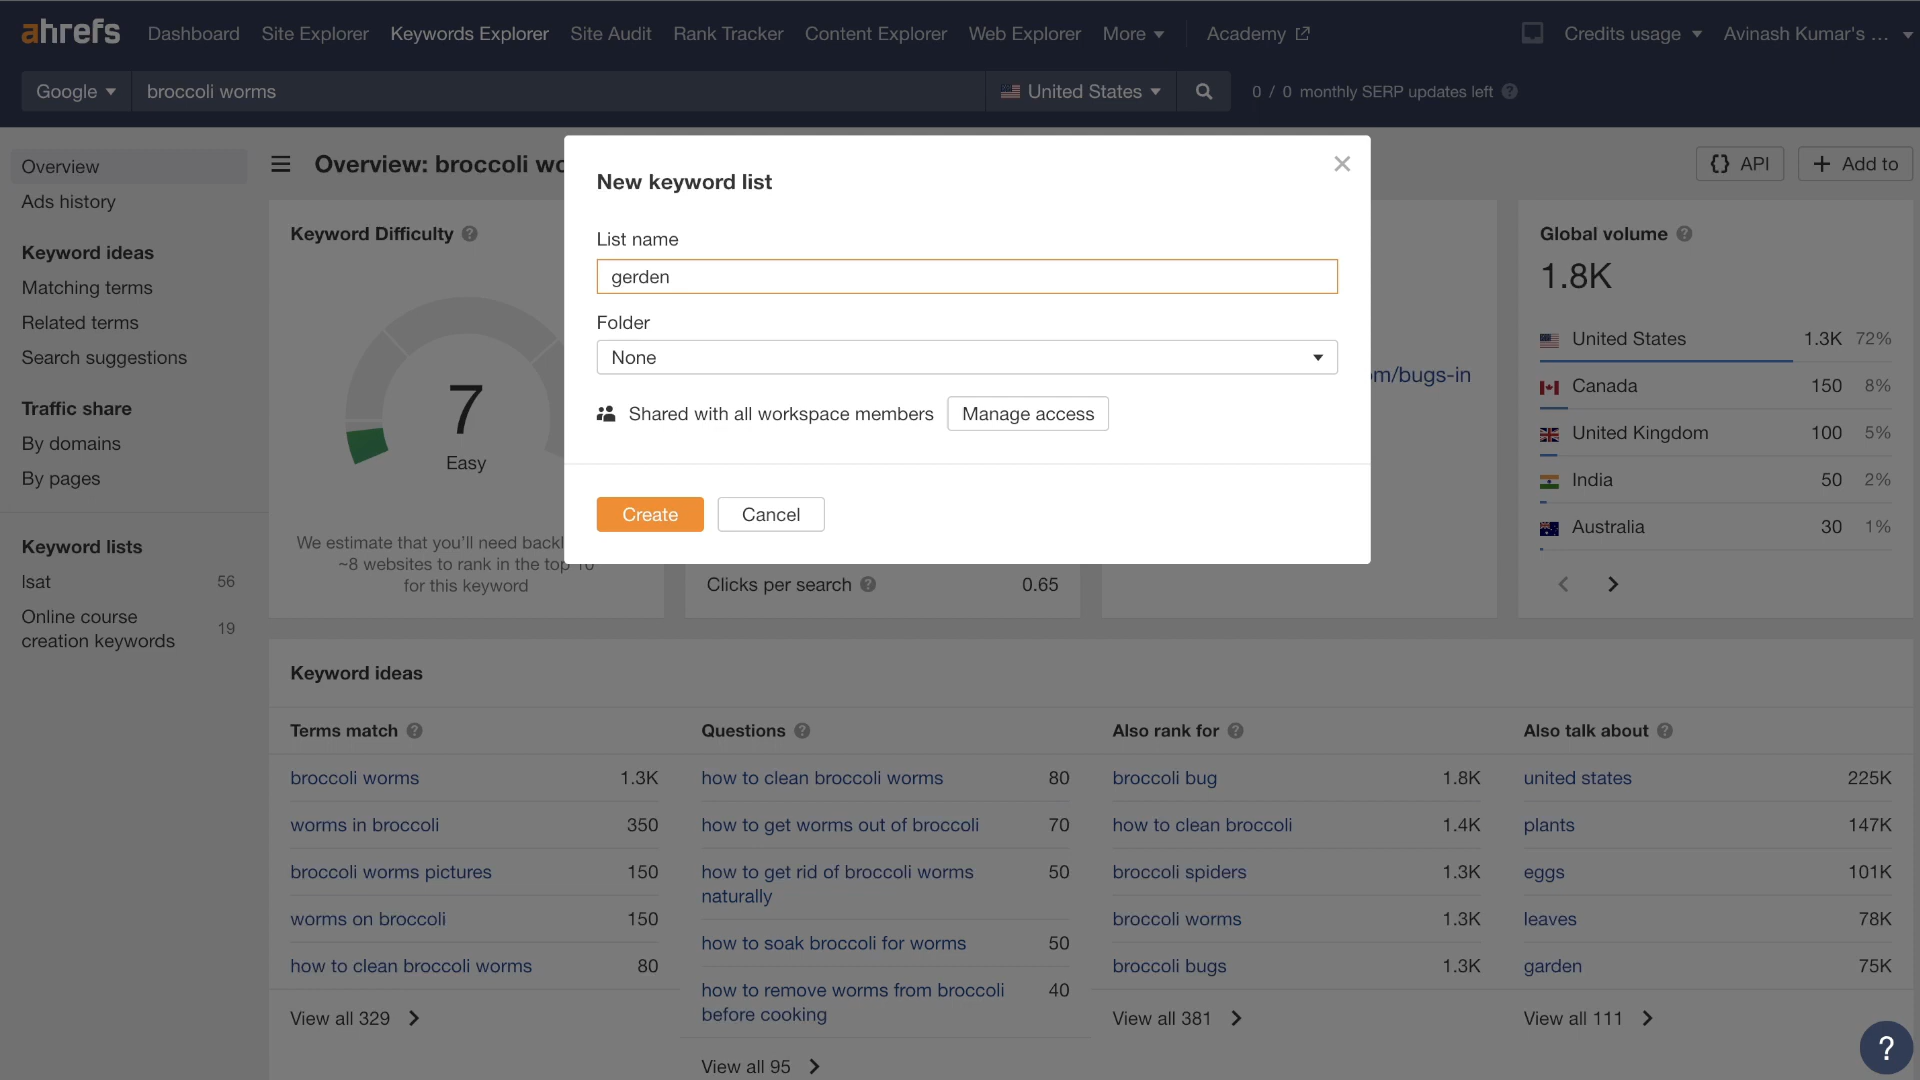 ahrefs Dashboard Site Explorer Keywords Explorer Site Audit Rank Tracker Content Explorer Web Explorer More Academy Credits usage Avinash Kumar's ...
Google broccoli worms United States 0 / 0 monthly SERP updates left ?
Overview
Ads history
Keyword ideas
Matching terms
Related terms
Search suggestions
Traffic share
By domains
By pages
Keyword lists
lsat 56
Online course
creation keywords 19
Overview: broccoli wo
{} API + Add to
Keyword Difficulty ?
7
Easy
We estimate that you'll need backl
~8 websites to rank in the top 10
for this keyword
New keyword list
List name
gerden
Folder
None
Shared with all workspace members Manage access
Create Cancel
Clicks per search ? 0.65
m/bugs-in
Global volume ?
1.8K
United States 1.3K 72%
Canada 150 8%
United Kingdom 100 5%
India 50 2%
Australia 30 1%
Keyword ideas
Terms match ?
broccoli worms 1.3K
worms in broccoli 350
broccoli worms pictures 150
worms on broccoli 150
how to clean broccoli worms 80
View all 329
Questions ?
how to clean broccoli worms 80
how to get worms out of broccoli 70
how to get rid of broccoli worms 50
naturally
how to soak broccoli for worms 50
how to remove worms from broccoli 40
before cooking
View all 95
Also rank for ?
broccoli bug 1.8K
how to clean broccoli 1.4K
broccoli spiders 1.3K
broccoli worms 1.3K
broccoli bugs 1.3K
View all 381
Also talk about ?
united states 225K
plants 147K
eggs 101K
leaves 78K
garden 75K
View all 111
?